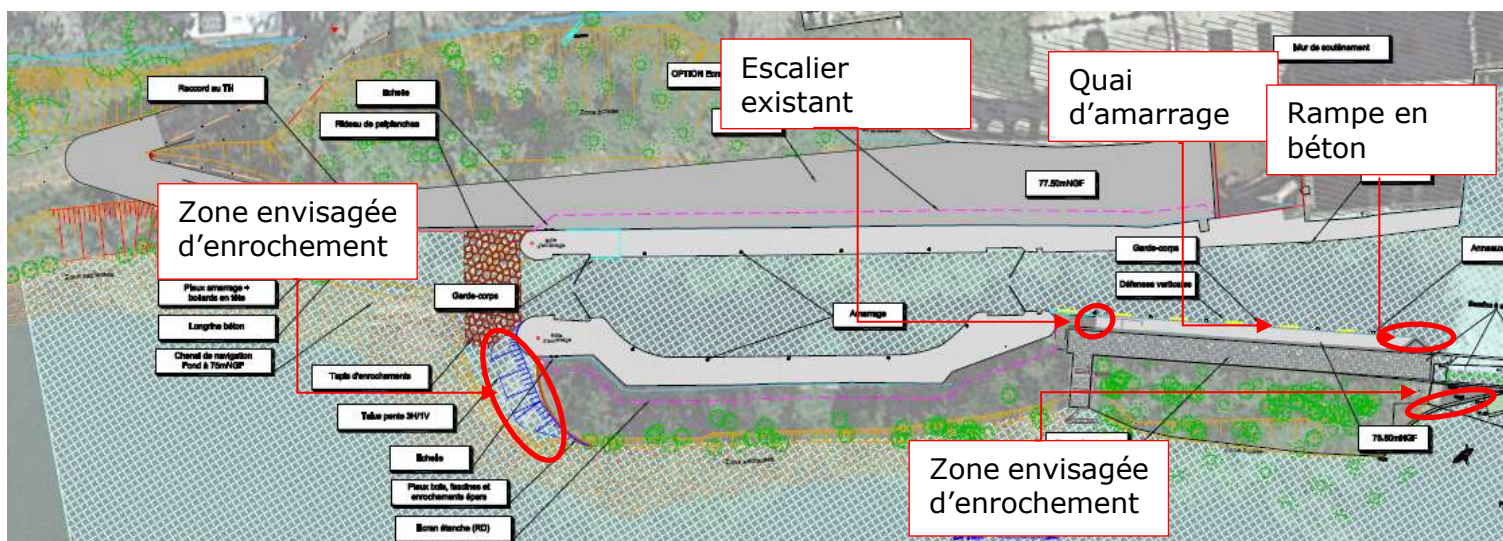 Escalier
existant
Quai
d’amarrage
Rampe en
béton
Mur de soutènement
Raccord au TN
Echelle
OPTION
Rideau de palplanches
77.50mNGF
Zone envisagée
d’enrochement
Garde-corps
Anneaux
Pieux amarrage +
bollards en tête
Garde-corps
Défenses verticales
Longrine béton
Amarrage
Chenal de navigation
Fond à 75mNGF
Tapis d'enrochements
Talus pente 3H/1V
Echelle
Zone envisagée
d’enrochement
Pieux bois, fascines et
enrochements épars
Ecran étanche (RD)